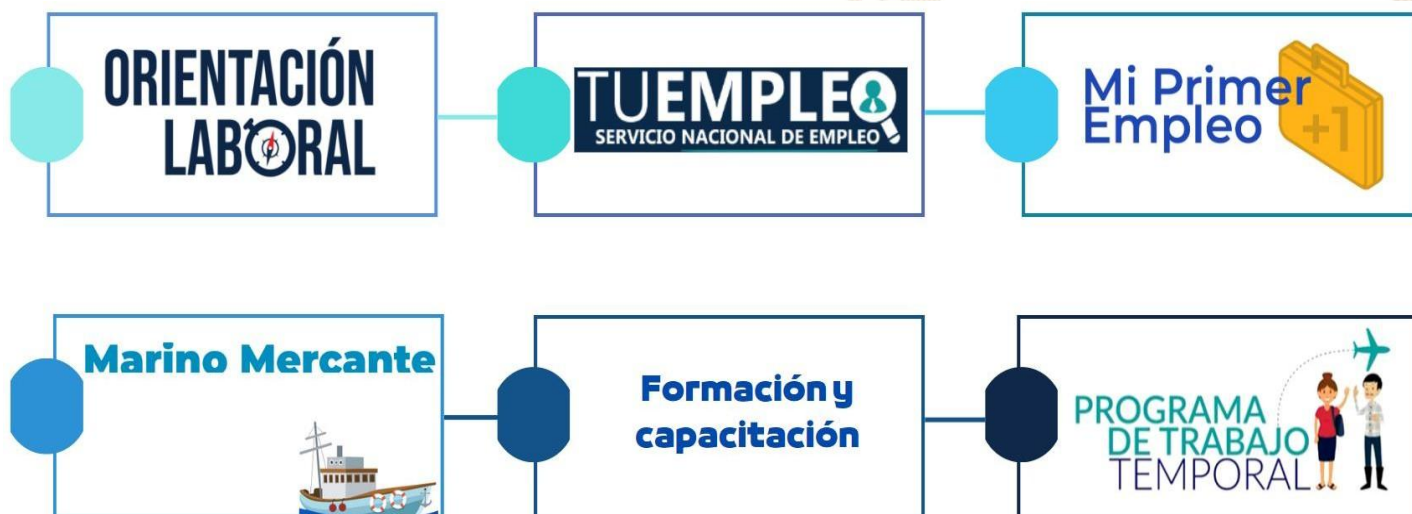 ORIENTACIÓN
LABORAL
TUEMPLEO
SERVICIO NACIONAL DE EMPLEO
Mi Primer
Empleo
+1
Marino Mercante
Formación y
capacitación
PROGRAMA
DE TRABAJO
TEMPORAL